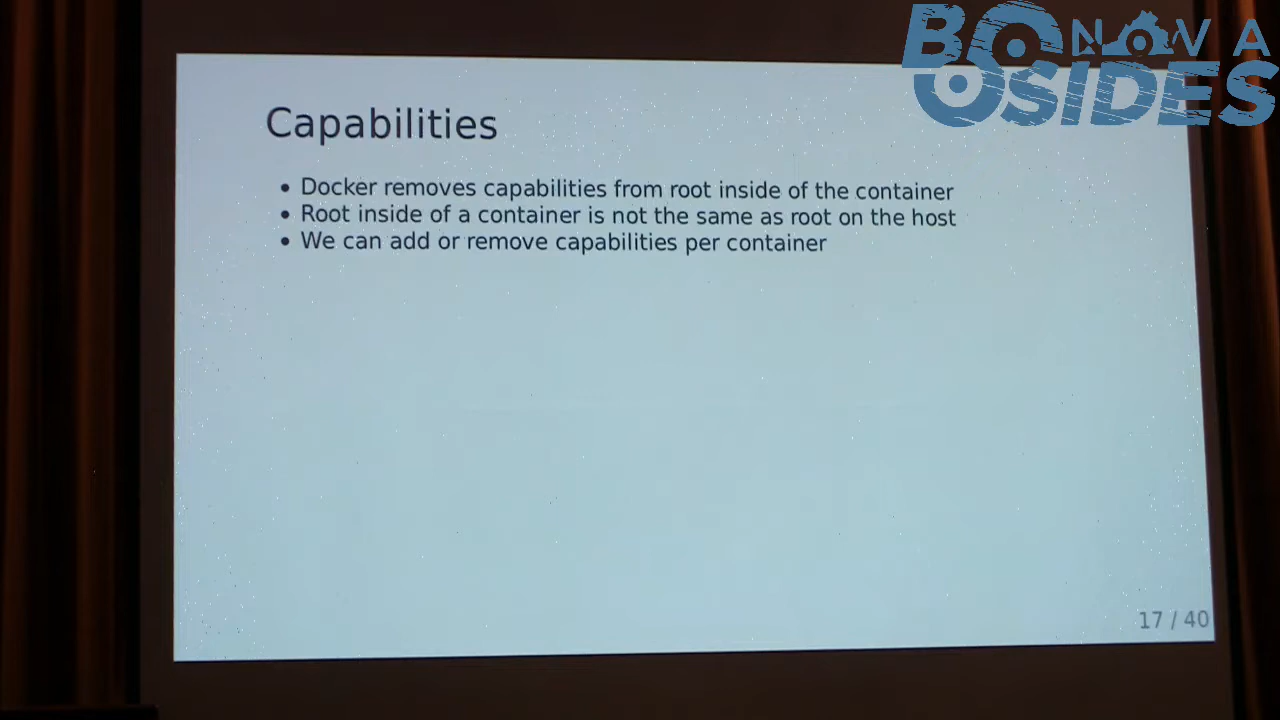 BSIDES
NOVA
Capabilities
• Docker removes capabilities from root inside of the container
• Root inside of a container is not the same as root on the host
• We can add or remove capabilities per container
17 / 40